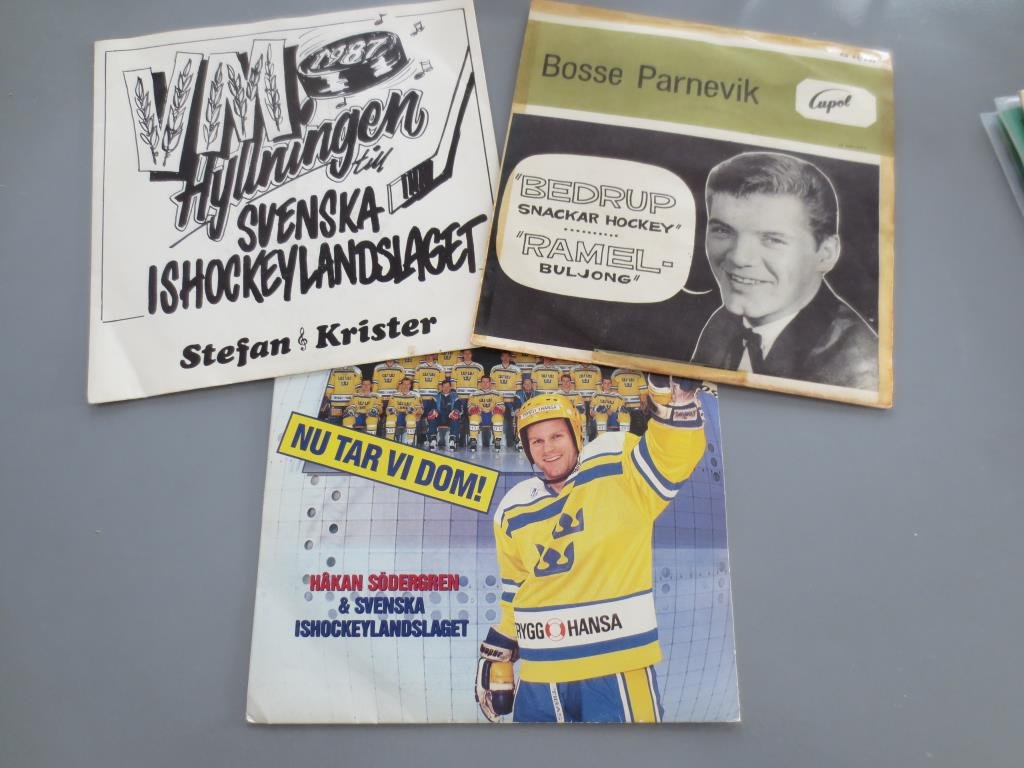 VM
1987
Hyllningen
till
SVENSKA
ISHOCKEYLANDSLAGET
Stefan Krister
Bosse Parnevik
Cupol
"BEDRUP
SNACKAR HOCKEY"
..........
"RAMEL-
BULJONG"
NU TAR VI DOM!
HÅKAN SÖDERGREN
& SVENSKA
ISHOCKEYLANDSLAGET
RYGG HANSA